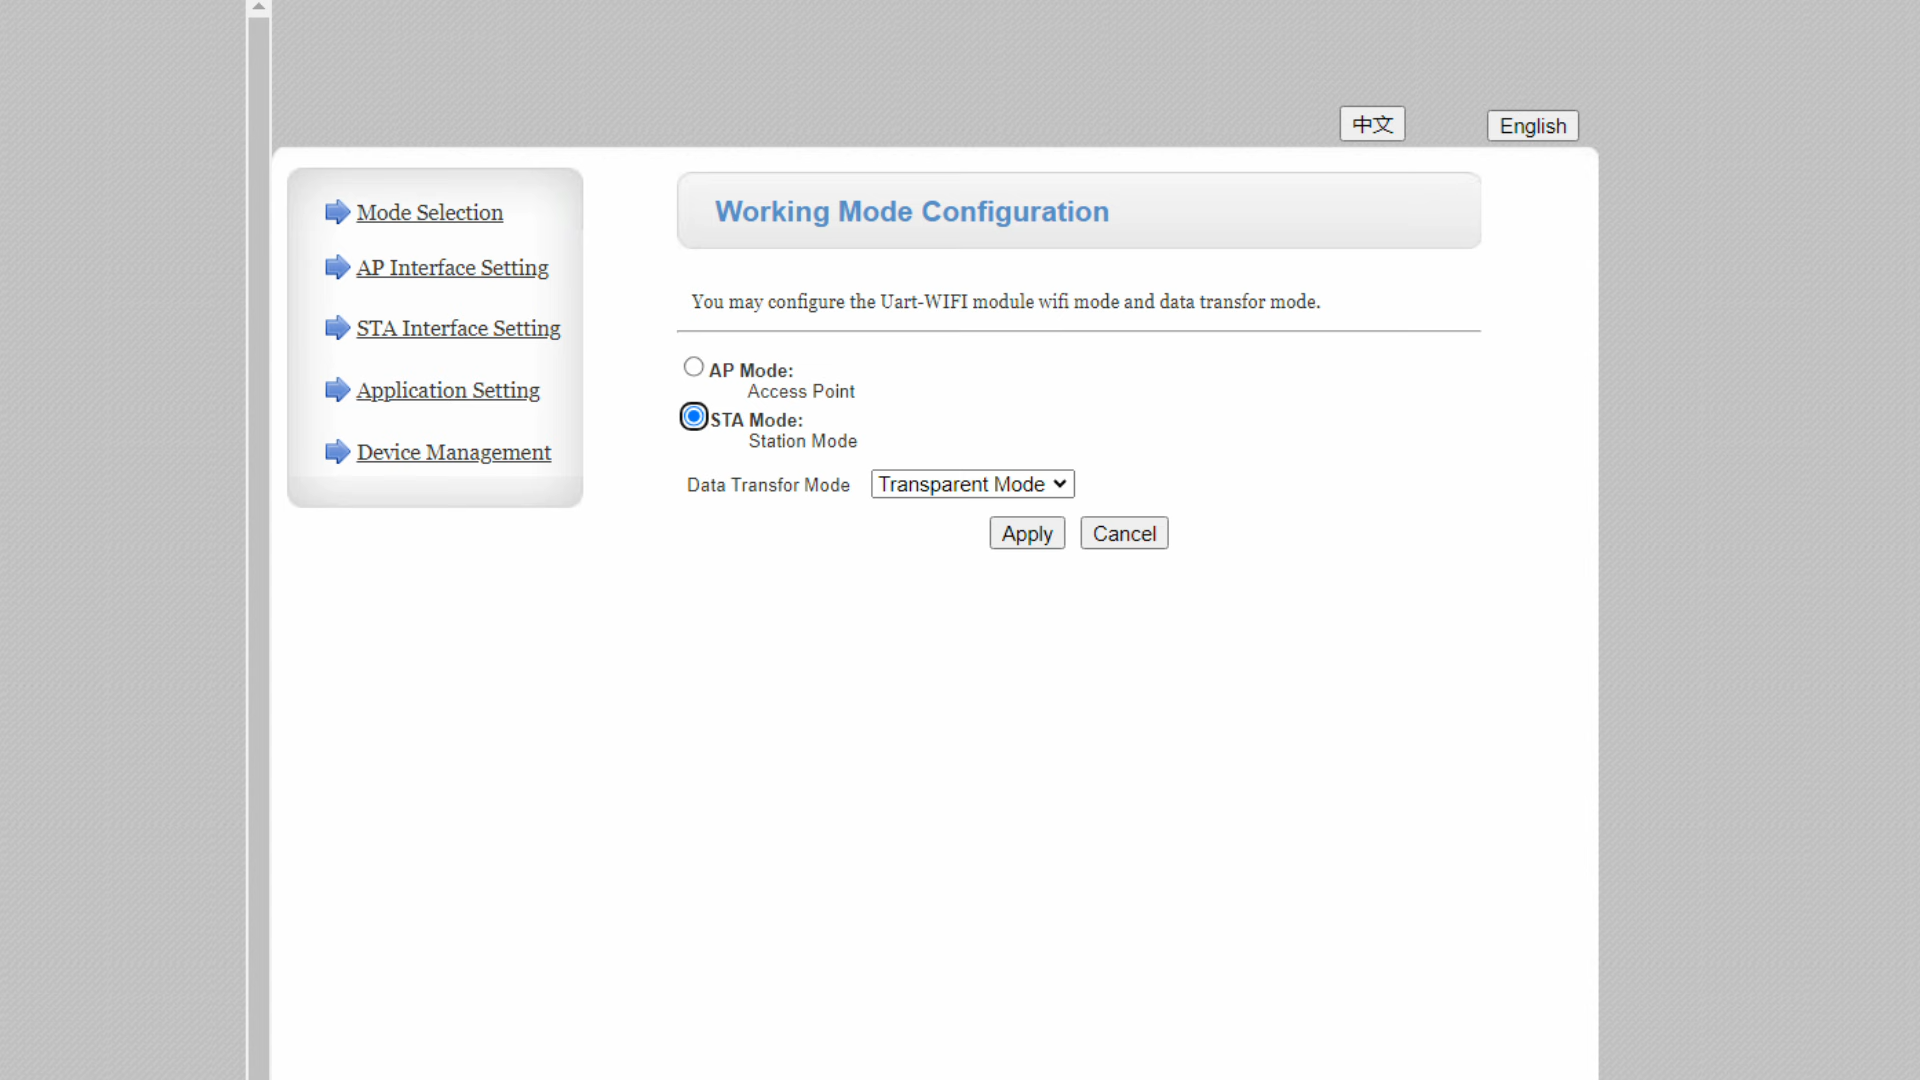 中文
English
Mode Selection
AP Interface Setting
STA Interface Setting
Application Setting
Device Management
Working Mode Configuration
You may configure the Uart-WIFI module wifi mode and data transfor mode.
AP Mode:
Access Point
STA Mode:
Station Mode
Data Transfor Mode Transparent Mode
Apply Cancel